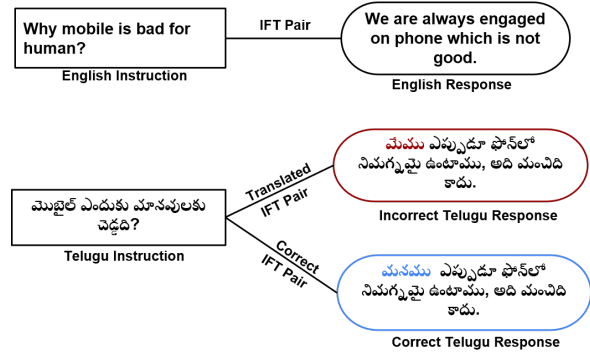 Why mobile is bad for
human?
English Instruction
IFT Pair
We are always engaged
on phone which is not
good.
English Response
మొబైల్ ఎందుకు మానవులకు
చెడ్డది?
Telugu Instruction
Translated
IFT Pair
మేము ఎప్పుడూ ఫోన్‌లో
నిమగ్నమై ఉంటాము, అది మంచిది
కాదు.
Incorrect Telugu Response
Correct
IFT Pair
మనము ఎప్పుడూ ఫోన్‌లో
నిమగ్నమై ఉంటాము, అది మంచిది
కాదు.
Correct Telugu Response